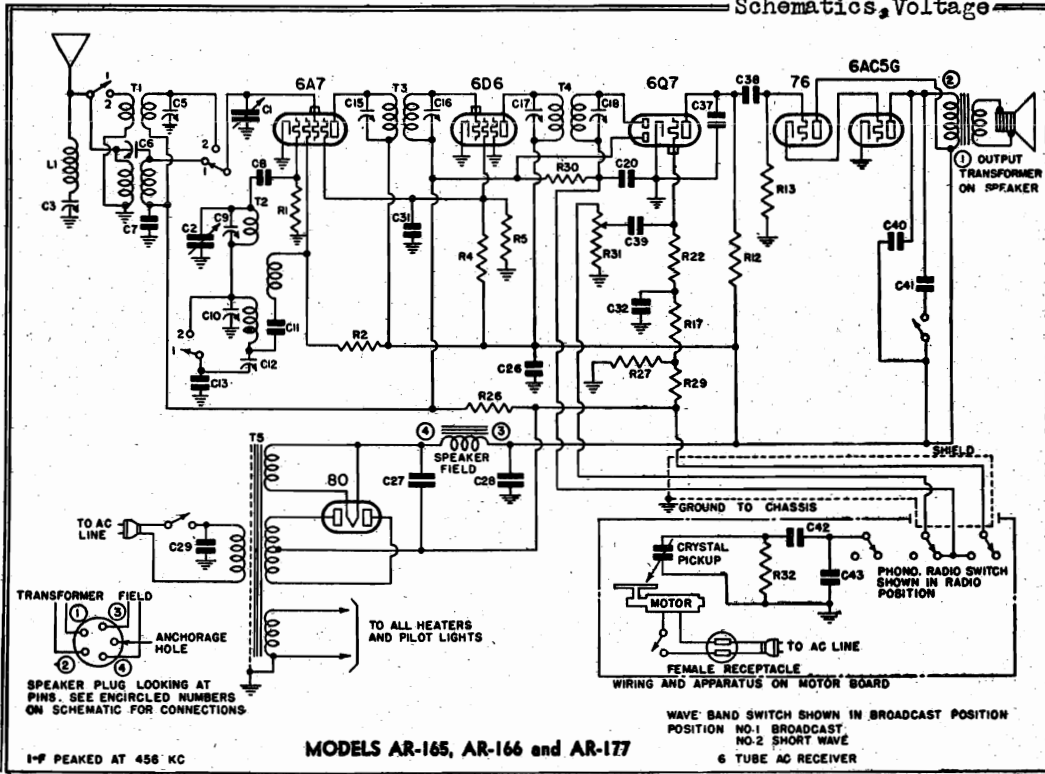 Schematics, Voltage
6A7
6D6
6Q7
76
6AC5G
1
2
T1
C5
C1
C15
T3
C16
C17
T4
C18
C38
C37
2
L1
C6
2
1
C8
R1
R30
C20
R13
1 OUTPUT
TRANSFORMER
ON SPEAKER
C3
C7
C2
C9
T2
C31
R4
R5
R31
C39
R22
R12
C40
C41
C10
C11
C32
R17
2
1
C12
C13
R2
C26
R27
R29
R26
T5
4
3
SPEAKER
FIELD
80
C27
C28
SHIELD
GROUND TO CHASSIS
TO AC
LINE
C29
CRYSTAL
PICKUP
C42
R32
C43
PHONO. RADIO SWITCH
SHOWN IN RADIO
POSITION
MOTOR
TRANSFORMER FIELD
1
3
ANCHORAGE
HOLE
2
4
TO ALL HEATERS
AND PILOT LIGHTS
TO AC LINE
FEMALE RECEPTACLE
WIRING AND APPARATUS ON MOTOR BOARD
SPEAKER PLUG LOOKING AT
PINS. SEE ENCIRCLED NUMBERS
ON SCHEMATIC FOR CONNECTIONS
WAVE BAND SWITCH SHOWN IN BROADCAST POSITION
POSITION NO.1 BROADCAST
NO.2 SHORT WAVE
I-F PEAKED AT 456 KC
MODELS AR-165, AR-166 and AR-177
6 TUBE AC RECEIVER